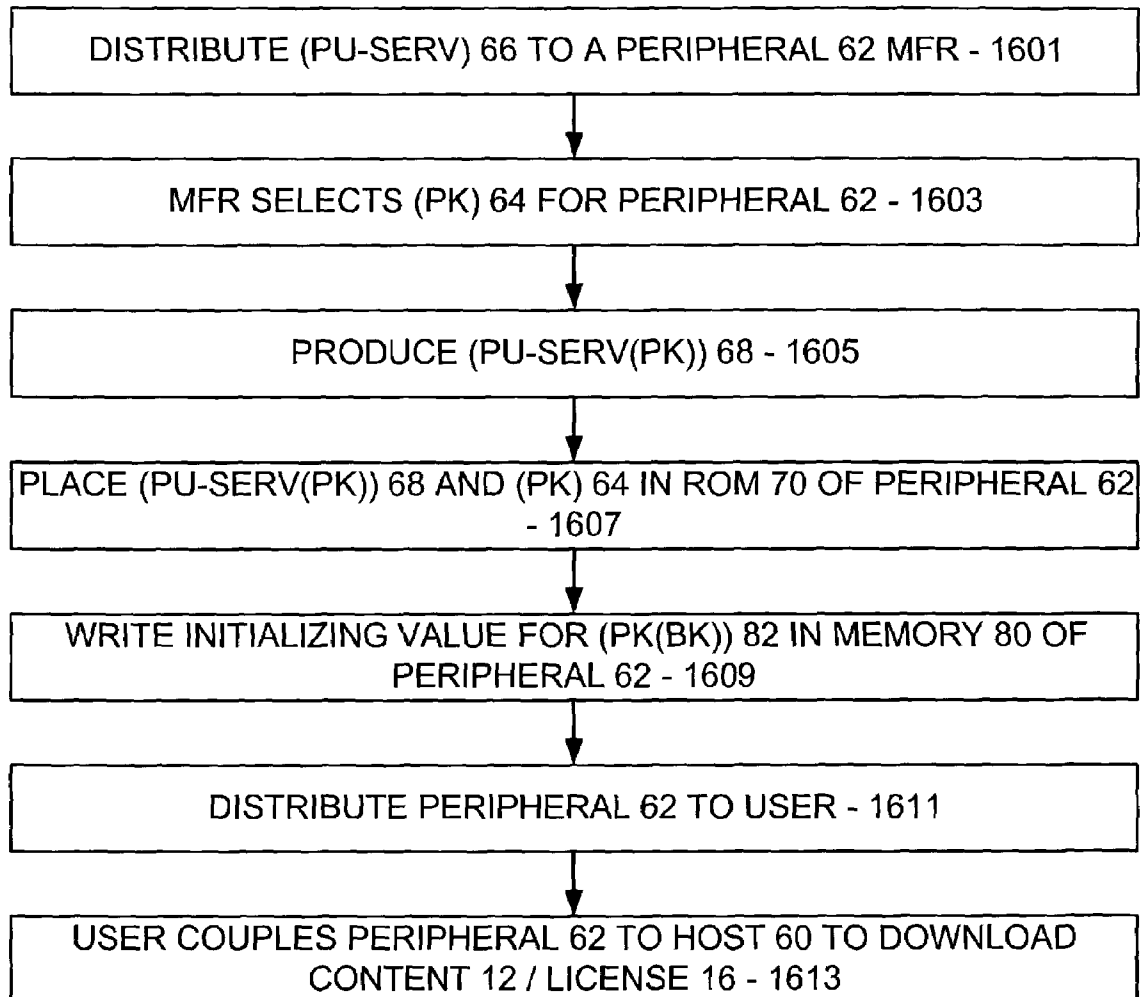 DISTRIBUTE (PU-SERV) 66 TO A PERIPHERAL 62 MFR - 1601
MFR SELECTS (PK) 64 FOR PERIPHERAL 62 - 1603
PRODUCE (PU-SERV(PK)) 68 - 1605
PLACE (PU-SERV(PK)) 68 AND (PK) 64 IN ROM 70 OF PERIPHERAL 62
- 1607
WRITE INITIALIZING VALUE FOR (PK(BK)) 82 IN MEMORY 80 OF
PERIPHERAL 62 - 1609
DISTRIBUTE PERIPHERAL 62 TO USER - 1611
USER COUPLES PERIPHERAL 62 TO HOST 60 TO DOWNLOAD
CONTENT 12 / LICENSE 16 - 1613